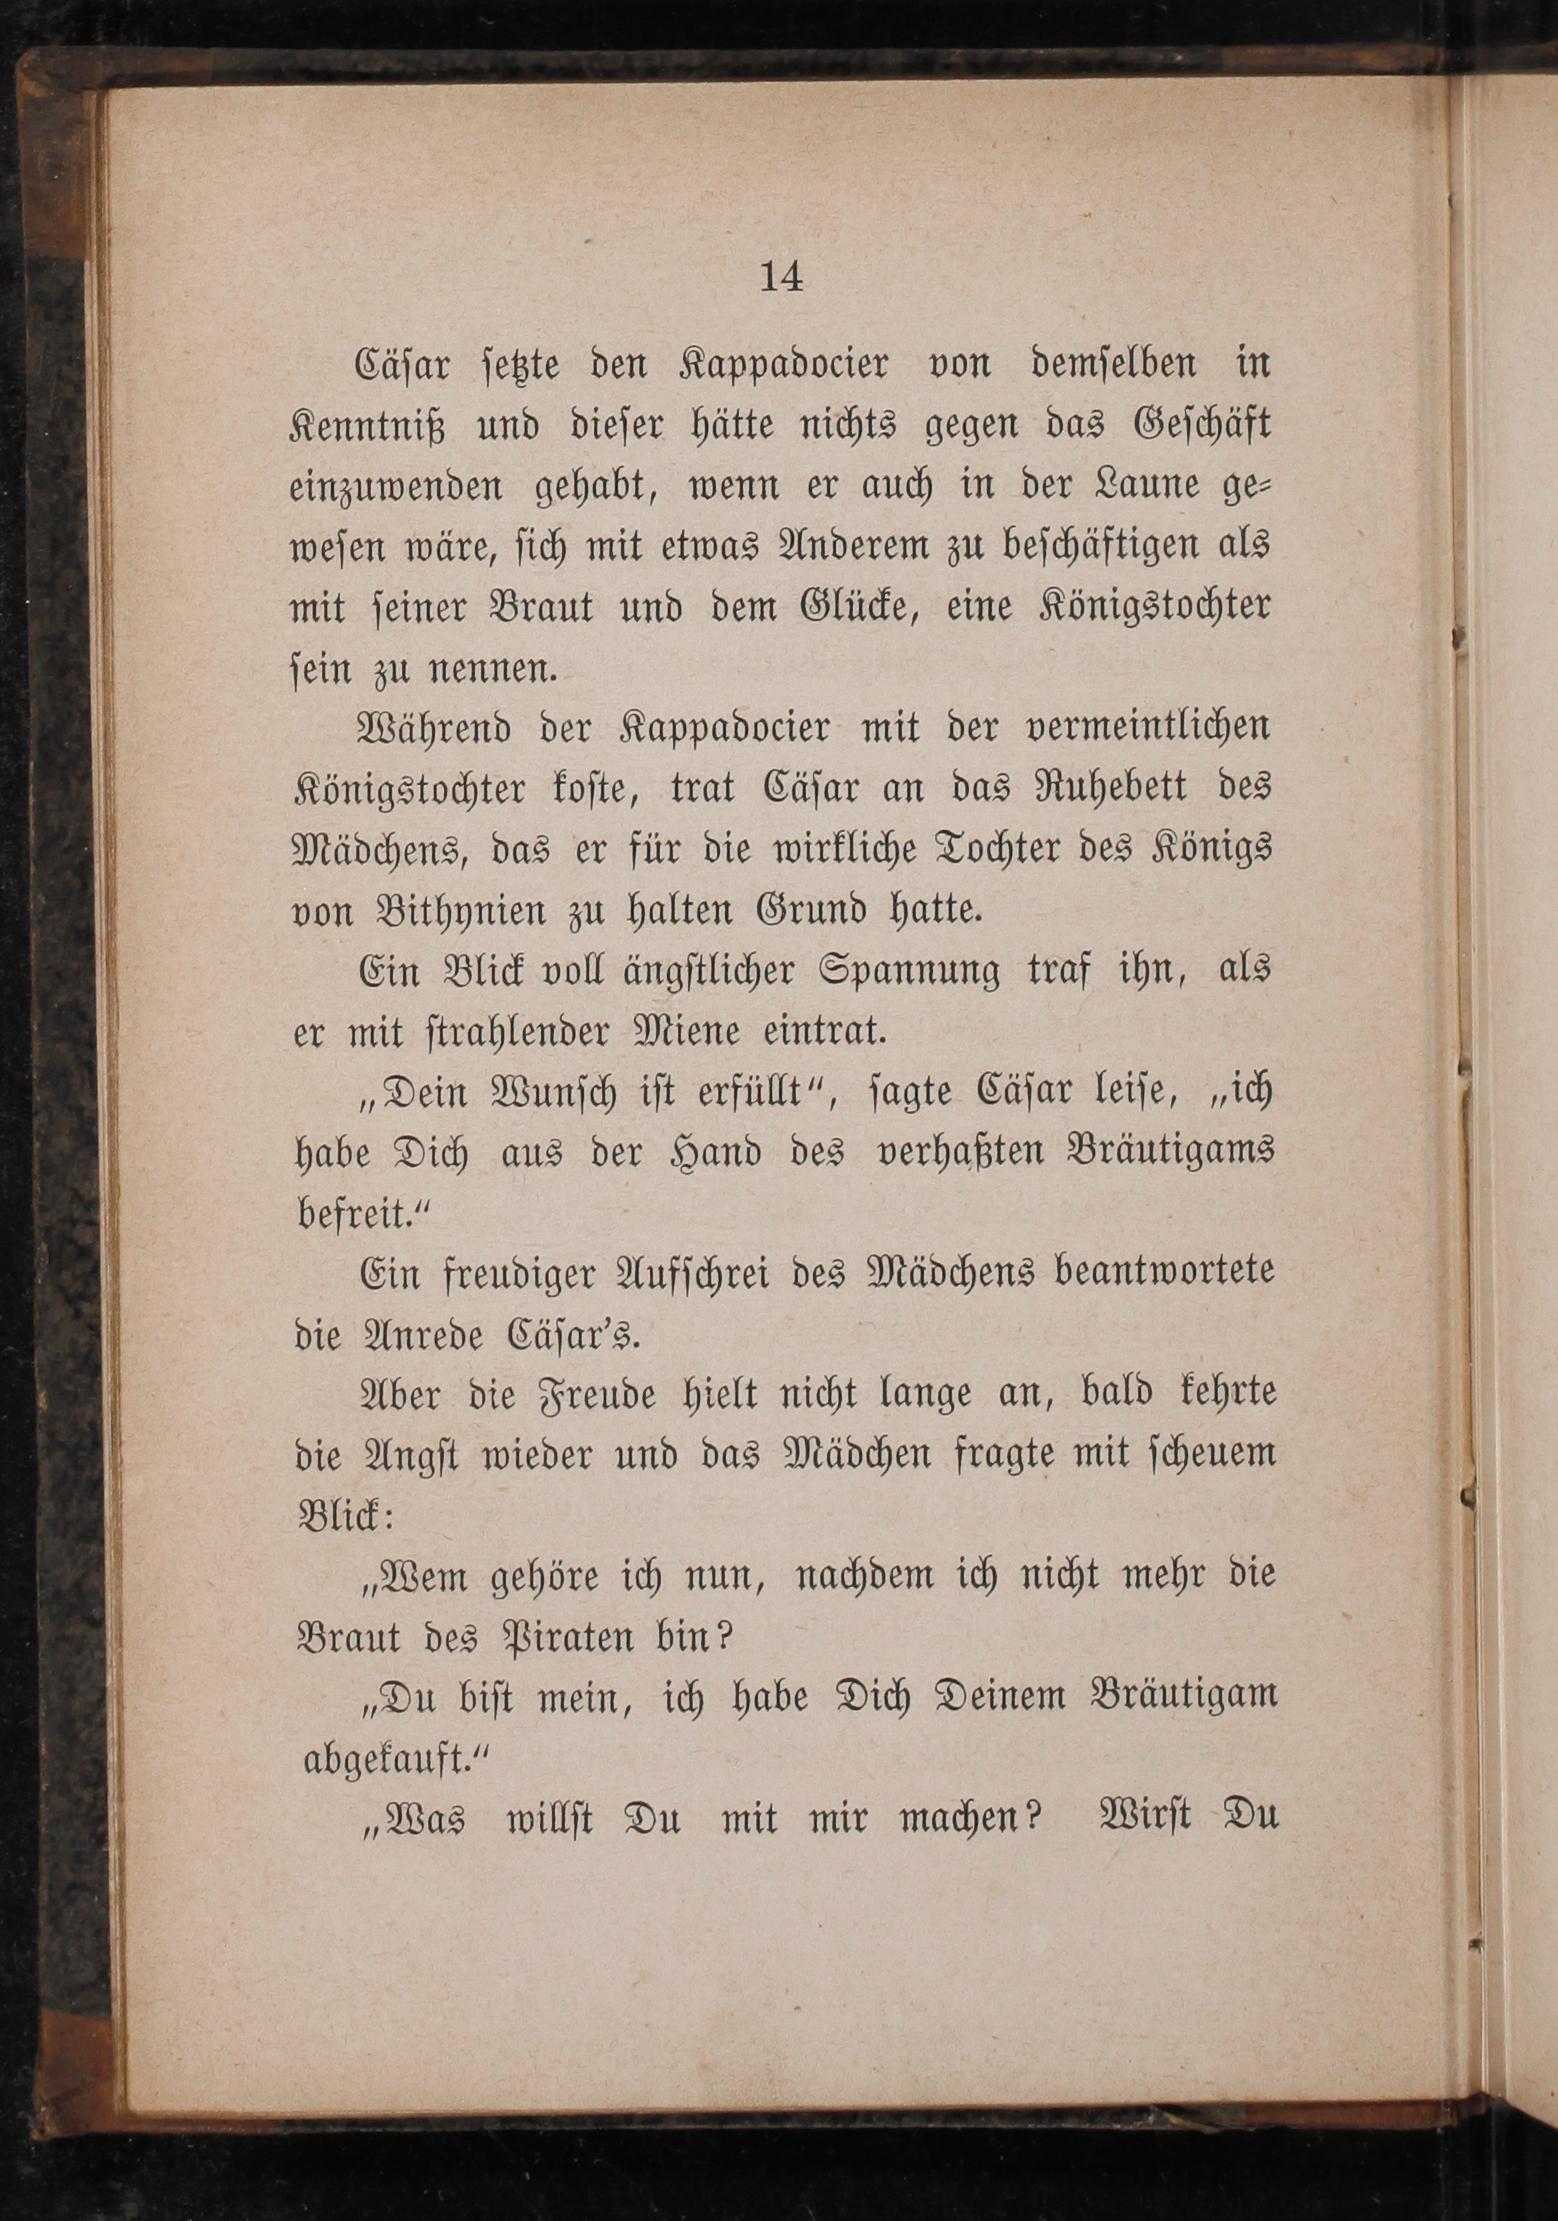 14
Cäſar ſetzte den Kappadocier von demſelben in
Kenntniß und dieſer hätte nichts gegen das Geſchäft
einzuwenden gehabt, wenn er auch in der Laune ge⸗
weſen wäre, ſich mit etwas Anderem zu beſchäftigen als
mit ſeiner Braut und dem Glücke, eine Königstochter
ſein zu nennen.
Während der Kappadocier mit der vermeintlichen
Königstochter koſte, trat Cäſar an das Ruhebett des
Mädchens, das er für die wirkliche Tochter des Königs
von Bithynien zu halten Grund hatte.
Ein Blick voll ängſtlicher Spannung traf ihn, als
er mit ſtrahlender Miene eintrat.
„Dein Wunſch iſt erfüllt“, ſagte Cäſar leiſe, „ich
habe Dich aus der Hand des verhaßten Bräutigams
befreit.“
Ein freudiger Aufſchrei des Mädchens beantwortete
die Anrede Cäſar’s.
Aber die Freude hielt nicht lange an, bald kehrte
die Angſt wieder und das Mädchen fragte mit ſcheuem
Blick:
„Wem gehöre ich nun, nachdem ich nicht mehr die
Braut des Piraten bin?
„Du biſt mein, ich habe Dich Deinem Bräutigam
abgekauft.“
„Was willſt Du mit mir machen? Wirſt Du